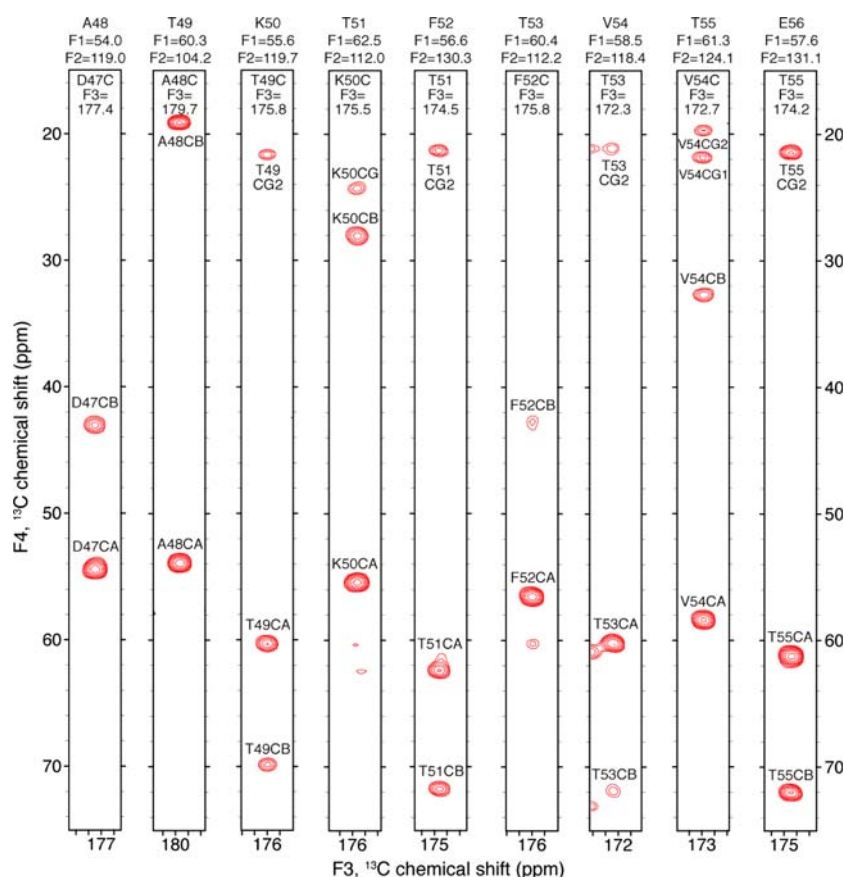 A48 T49 K50 T51 F52 T53 V54 T55 E56
F1=54.0 F1=60.3 F1=55.6 F1=62.5 F1=56.6 F1=60.4 F1=58.5 F1=61.3 F1=57.6
F2=119.0 F2=104.2 F2=119.7 F2=112.0 F2=130.3 F2=112.2 F2=118.4 F2=124.1 F2=131.1
D47C A48C T49C K50C T51 F52C T53 V54C T55
F3= F3= F3= F3= F3= F3= F3= F3= F3=
177.4 179.7 175.8 175.5 174.5 175.8 172.3 172.7 174.2
20 20
A48CB V54CG2
T49 K50CG T51 T53 V54CG1 T55
CG2 CG2 CG2 CG2
K50CB
30 30
V54CB
40 40
D47CB F52CB
50 50
D47CA A48CA K50CA F52CA V54CA
60 60
T49CA T51CA T53CA T55CA
70 70
T49CB T51CB T53CB T55CB
177 180 176 176 175 176 172 173 175
F4, ¹³C chemical shift (ppm)
F3, ¹³C chemical shift (ppm)